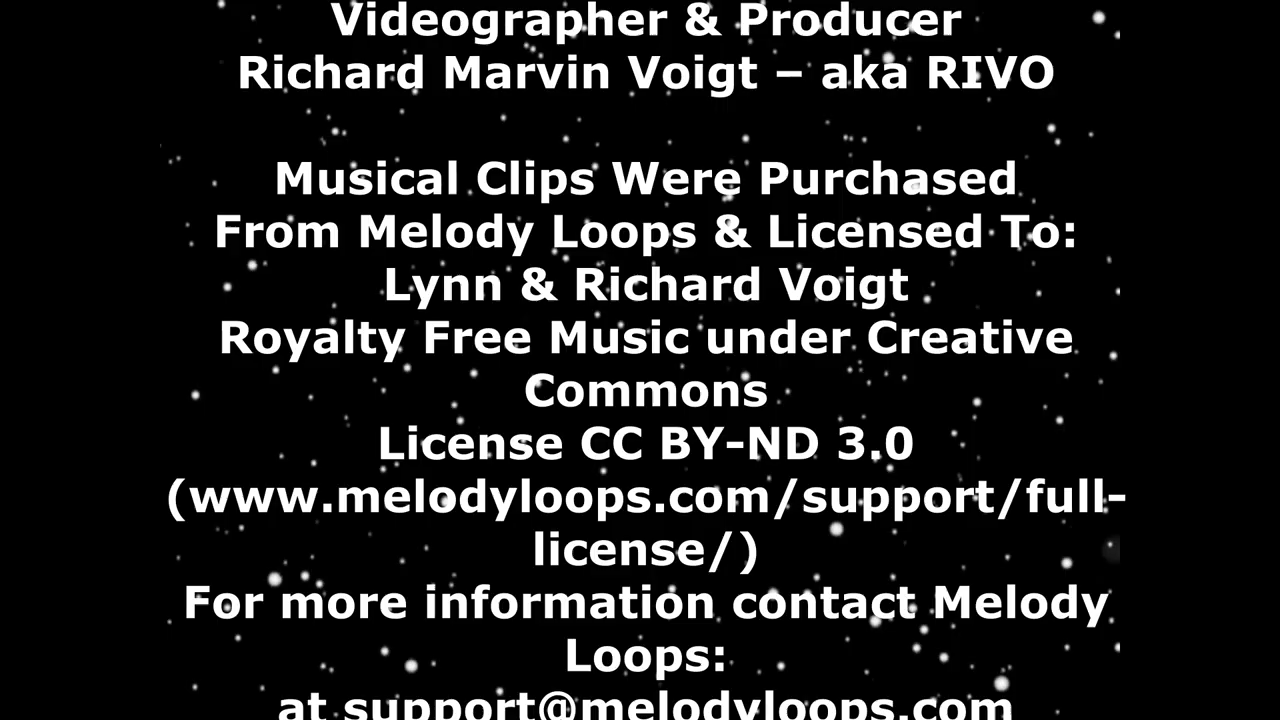 Videographer & Producer
Richard Marvin Voigt – aka RIVO
Musical Clips Were Purchased
From Melody Loops & Licensed To:
Lynn & Richard Voigt
Royalty Free Music under Creative
Commons
License CC BY-ND 3.0
(www.melodyloops.com/support/full-
license/)
For more information contact Melody
Loops:
at support@melodyloops.com